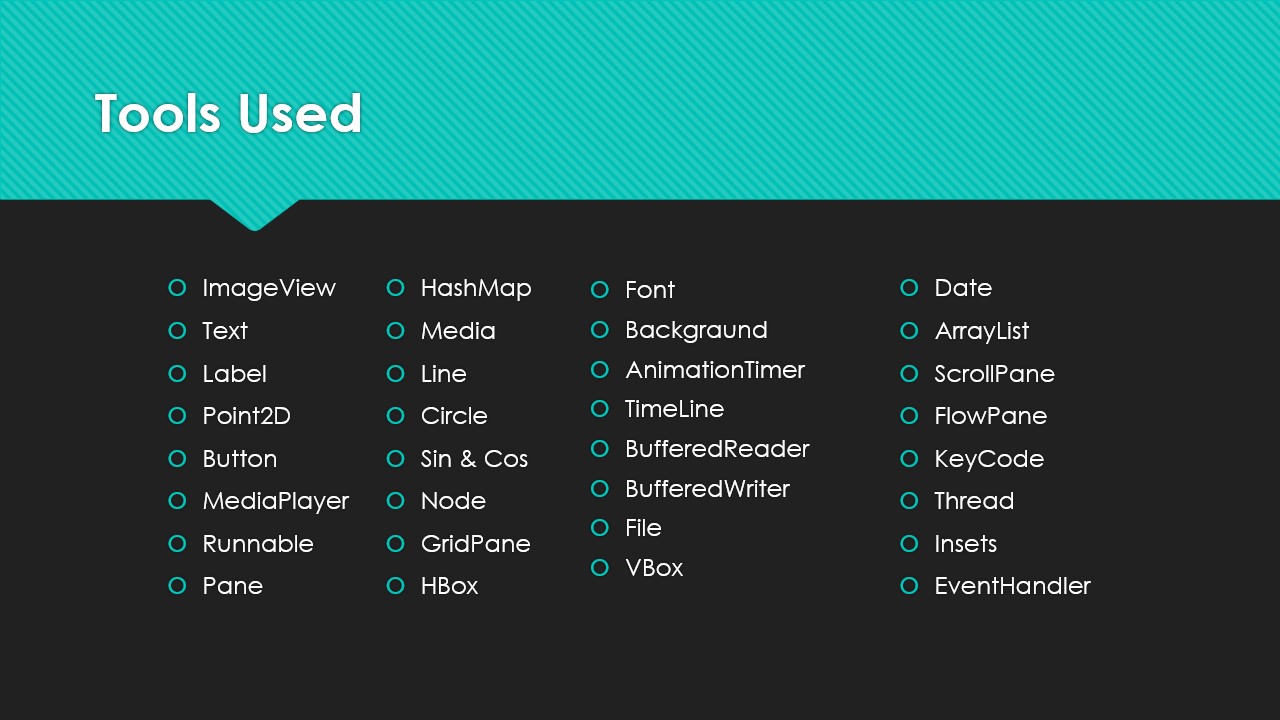 Tools Used
ImageView
Text
Label
Point2D
Button
MediaPlayer
Runnable
Pane
HashMap
Media
Line
Circle
Sin & Cos
Node
GridPane
HBox
Font
Backgraund
AnimationTimer
TimeLine
BufferedReader
BufferedWriter
File
VBox
Date
ArrayList
ScrollPane
FlowPane
KeyCode
Thread
Insets
EventHandler